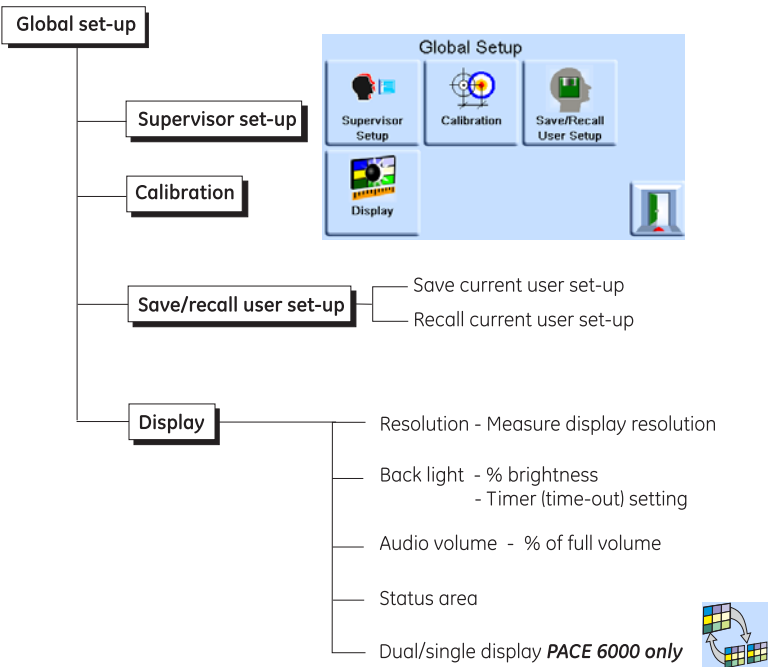 Global set-up
Global Setup
Supervisor
Setup
Calibration
Save/Recall
User Setup
Display
Supervisor set-up
Calibration
Save/recall user set-up
Save current user set-up
Recall current user set-up
Display
Resolution - Measure display resolution
Back light - % brightness
- Timer (time-out) setting
Audio volume - % of full volume
Status area
Dual/single display PACE 6000 only